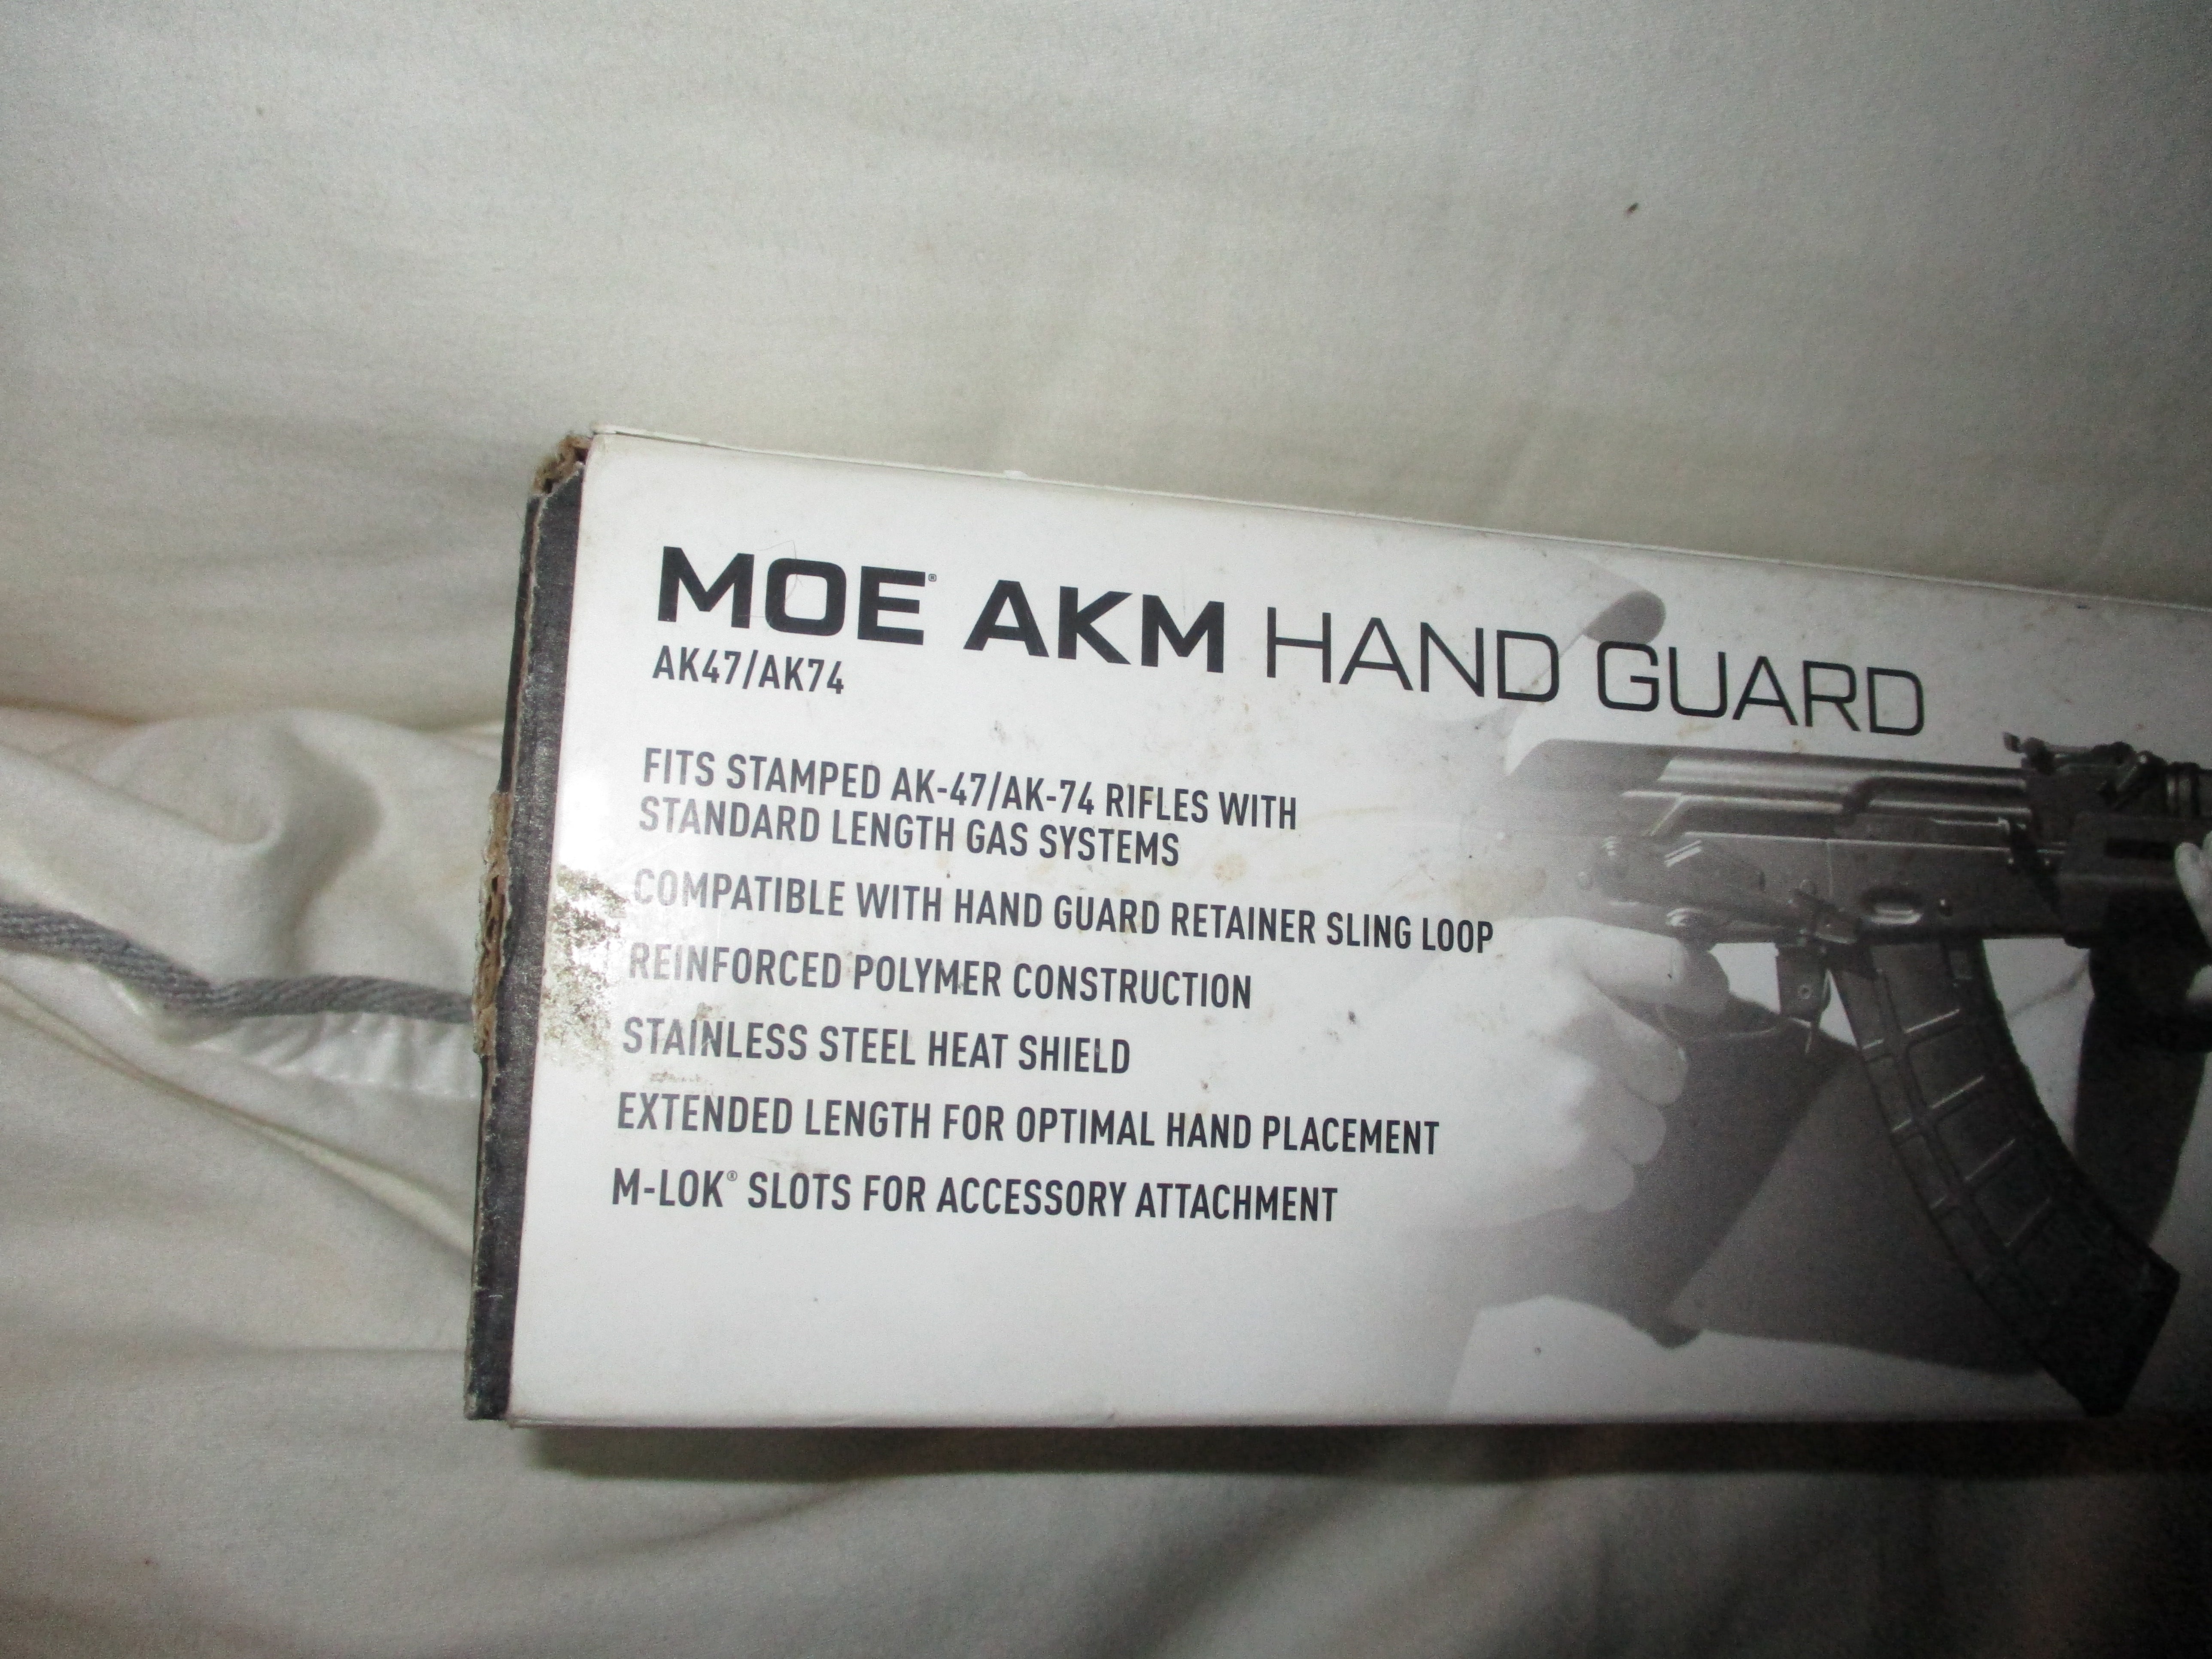 MOE® AKM HAND GUARD
AK47/AK74
FITS STAMPED AK-47/AK-74 RIFLES WITH
STANDARD LENGTH GAS SYSTEMS
COMPATIBLE WITH HAND GUARD RETAINER SLING LOOP
REINFORCED POLYMER CONSTRUCTION
STAINLESS STEEL HEAT SHIELD
EXTENDED LENGTH FOR OPTIMAL HAND PLACEMENT
M-LOK® SLOTS FOR ACCESSORY ATTACHMENT